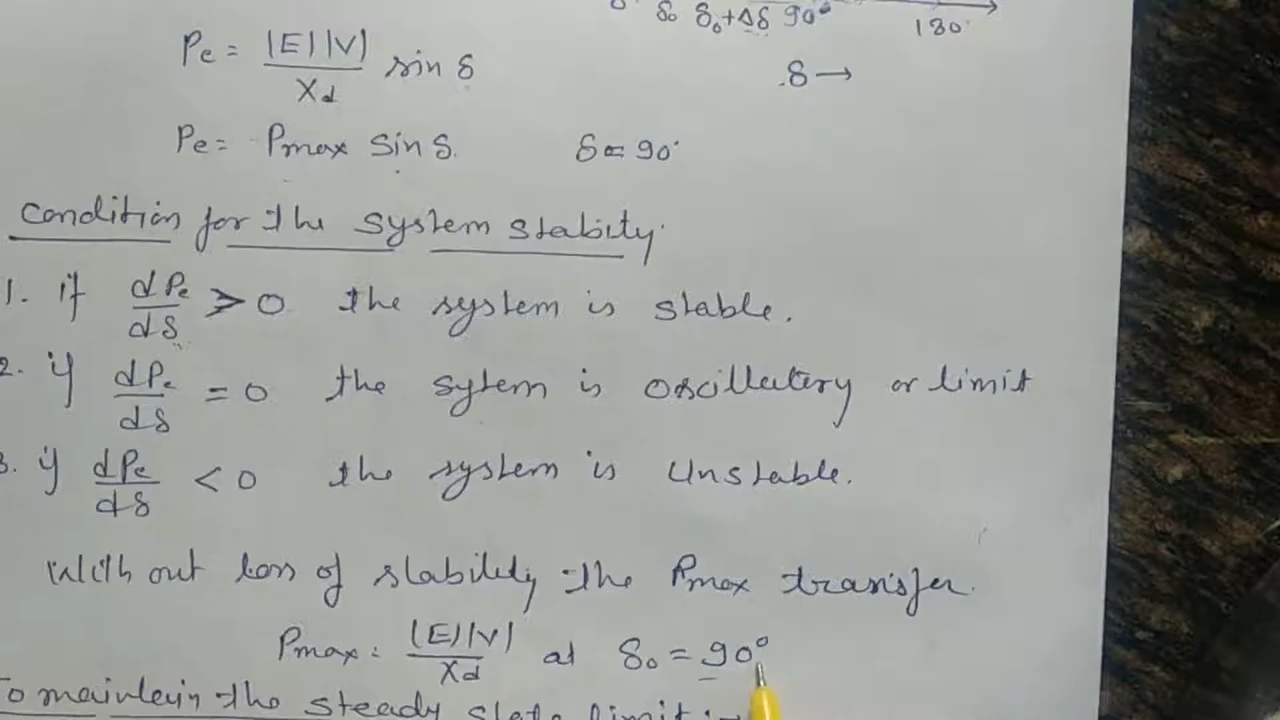 δ₀ δ₀+Δδ 90° 180°
Pe = |E||V| / Xd sin δ
δ →
Pe = Pmax Sin δ. δ = 90°
Condition for the system stabity.
1. if dPe/dδ > 0 the system is stable.
2. if dPe/dδ = 0 the sytem is oscillatory or limit
3. if dPe/dδ < 0 the system is Unstable.
With out loss of stability the Pmax transfer.
Pmax = |E||V| / Xd at δ₀ = 90°
To maintain the steady state limit :-